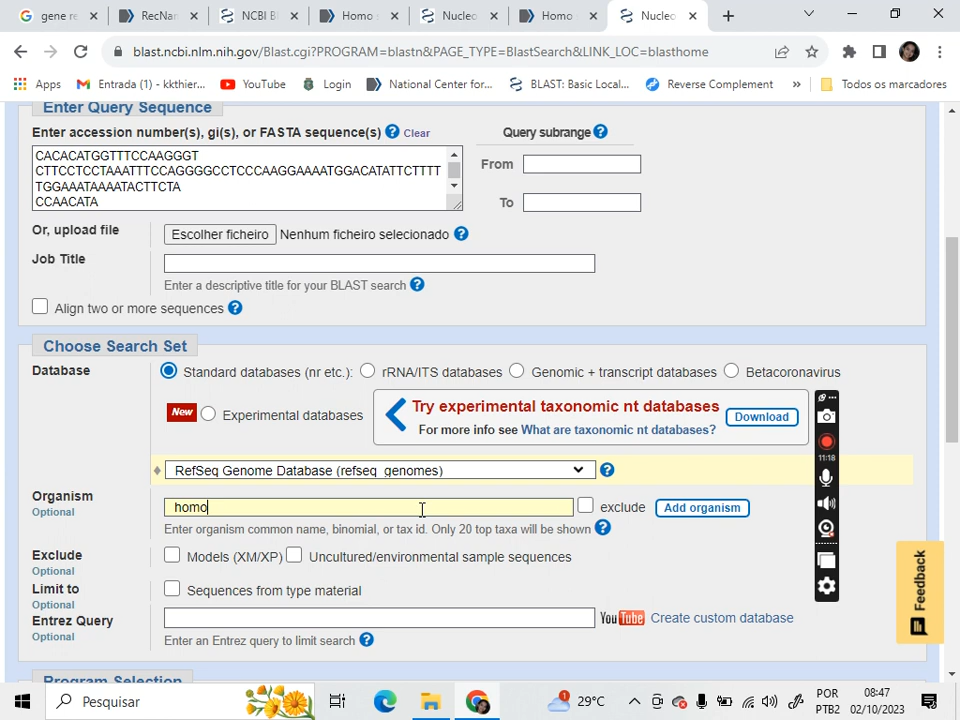 gene re
RecNan
NCBI Bl
Homo s
Nucleo
Homo s
Nucleo
blast.ncbi.nlm.nih.gov/Blast.cgi?PROGRAM=blastn&PAGE_TYPE=BlastSearch&LINK_LOC=blasthome
Apps
Entrada (1) - kkthier...
YouTube
Login
National Center for...
BLAST: Basic Local...
Reverse Complement
»
Todos os marcadores
Enter Query Sequence
Enter accession number(s), gi(s), or FASTA sequence(s) ? Clear
Query subrange ?
CACACATGGTTTCCAAGGGT
CTTCCTCCTAAATTTCCAGGGGCCTCCCAAGGAAAATGGACATATTCTTTT
TGGAAATAAAATACTTCTA
CCAACATA
From
To
Or, upload file
Escolher ficheiro Nenhum ficheiro selecionado ?
Job Title
Enter a descriptive title for your BLAST search ?
Align two or more sequences ?
Choose Search Set
Database
Standard databases (nr etc.): rRNA/ITS databases Genomic + transcript databases Betacoronavirus
New Experimental databases
Try experimental taxonomic nt databases
For more info see What are taxonomic nt databases?
Download
RefSeq Genome Database (refseq_genomes) ?
Organism
Optional
homo
exclude
Add organism
Enter organism common name, binomial, or tax id. Only 20 top taxa will be shown ?
Exclude
Optional
Models (XM/XP) Uncultured/environmental sample sequences
Limit to
Optional
Sequences from type material
Entrez Query
Optional
YouTube Create custom database
Enter an Entrez query to limit search ?
Program Selection
11:18
Feedback
Pesquisar
1
29°C
POR
PTB2
08:47
02/10/2023